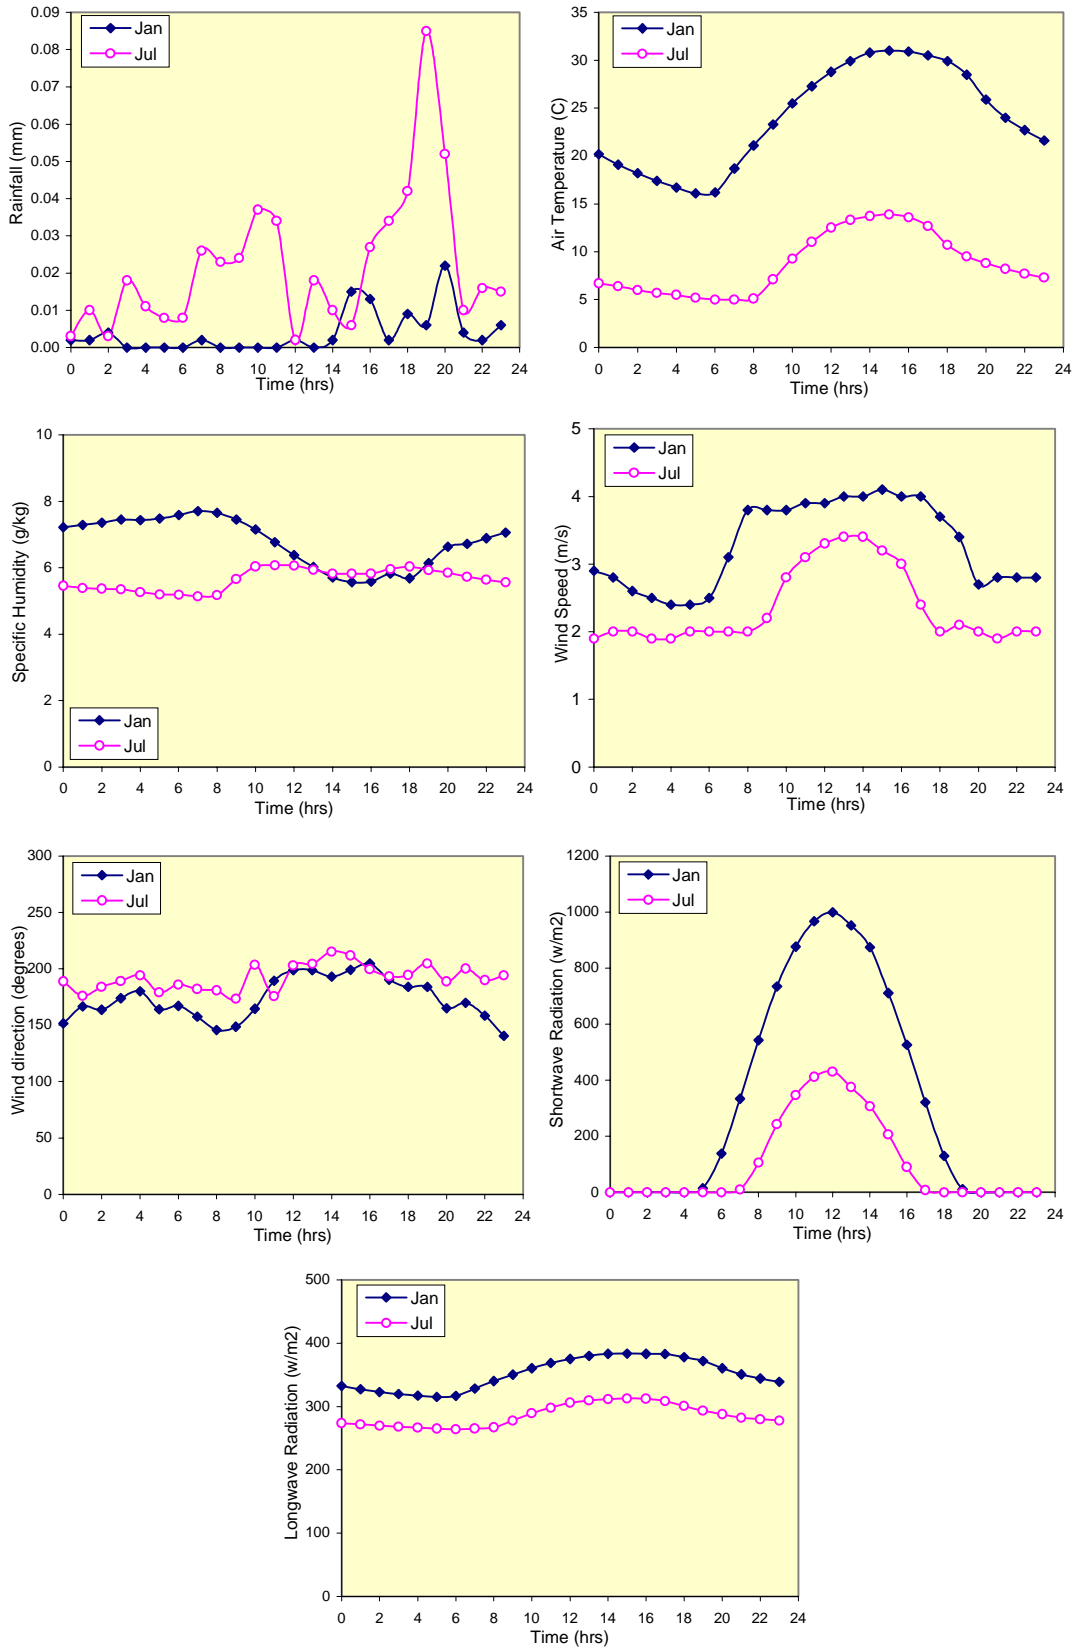 Rainfall (mm)
0.09
0.08
0.07
0.06
0.05
0.04
0.03
0.02
0.01
0.00
Jan
Jul
0 2 4 6 8 10 12 14 16 18 20 22 24
Time (hrs)
Air Temperature (C)
35
30
25
20
15
10
5
0
Jan
Jul
0 2 4 6 8 10 12 14 16 18 20 22 24
Time (hrs)
Specific Humidity (g/kg)
10
8
6
4
2
0
Jan
Jul
0 2 4 6 8 10 12 14 16 18 20 22 24
Time (hrs)
Wind Speed (m/s)
5
4
3
2
1
0
Jan
Jul
0 2 4 6 8 10 12 14 16 18 20 22 24
Time (hrs)
Wind direction (degrees)
300
250
200
150
100
50
0
Jan
Jul
0 2 4 6 8 10 12 14 16 18 20 22 24
Time (hrs)
Shortwave Radiation (w/m2)
1200
1000
800
600
400
200
0
Jan
Jul
0 2 4 6 8 10 12 14 16 18 20 22 24
Time (hrs)
Longwave Radiation (w/m2)
500
400
300
200
100
0
Jan
Jul
0 2 4 6 8 10 12 14 16 18 20 22 24
Time (hrs)